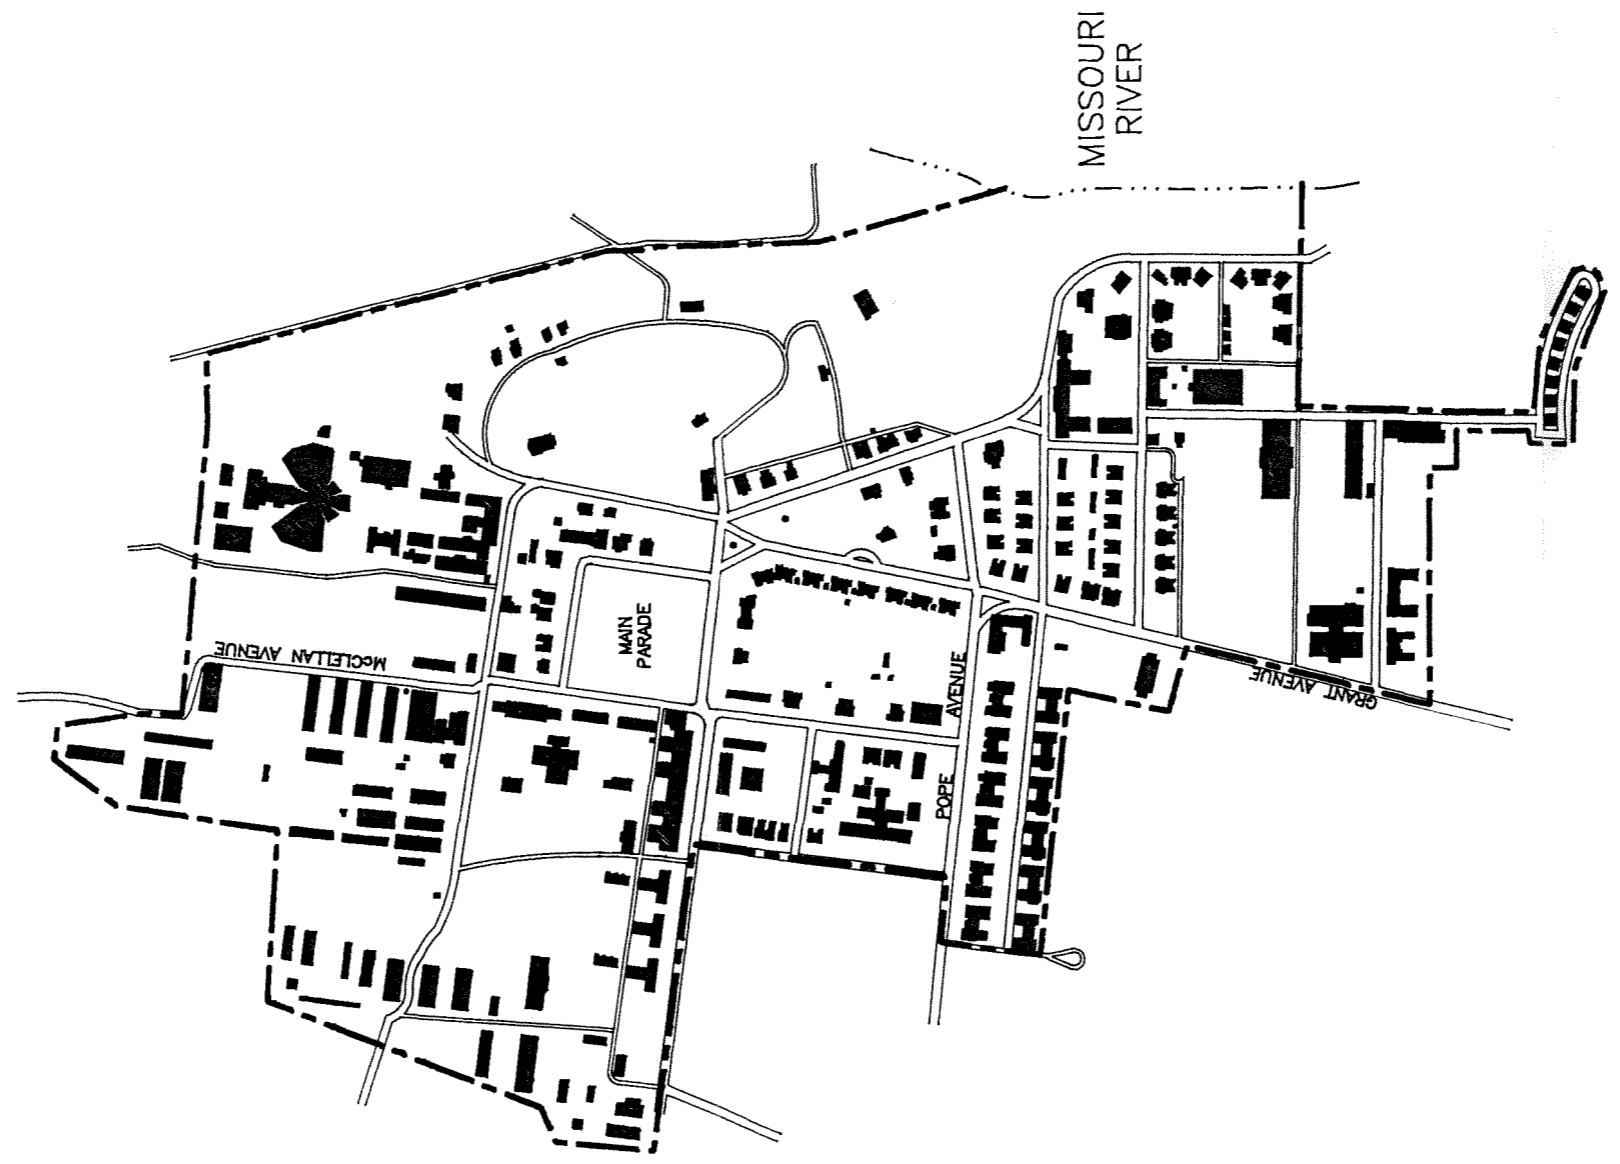 MISSOURI
RIVER
MAIN
PARADE
McCLELLAN AVENUE
POPE AVENUE
GRANT AVENUE